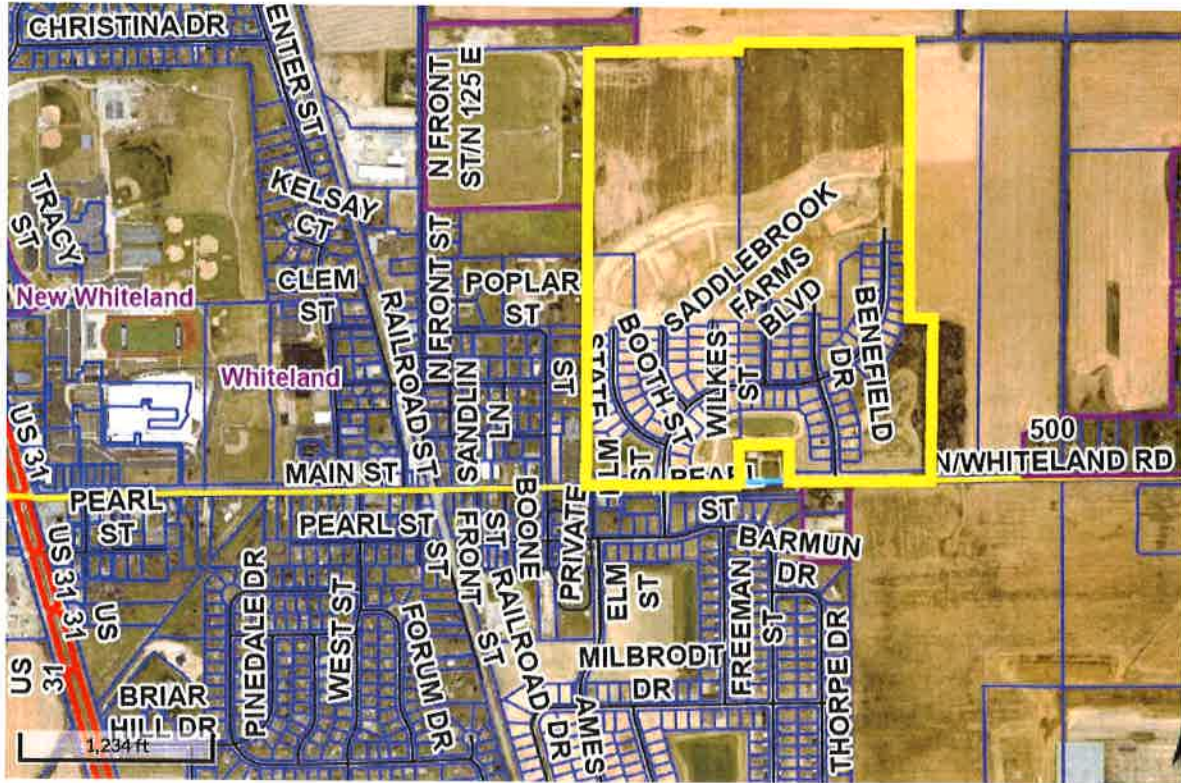 CHRISTINA DR
ENTER ST
N FRONT
ST/N 125 E
TRACY
ST
KELSAY
CT
CLEM
ST
New Whiteland
Whiteland
RAILROAD ST
N FRONT ST
POPLAR
ST
SADDLEBROOK
FARMS
BLVD
BENEFIELD
DR
STATE
BOOTH ST
WILKES
ST
ST
SANDLIN
LN
ELM
ST
US 31
MAIN ST
500
N/WHITELAND RD
PEARL
ST
PEARL ST
US 31
US
31
US
31
FRONT
ST
ST
ST
BOONE
PRIVATE
ELM
ST
ST
BARMUN
DR
PINEDALE DR
WEST ST
FORUM DR
RAILROAD DR
MILBRODT
DR
FREEMAN
ST
THORPE DR
BRIAR
HILL DR
AMES
1,234 ft